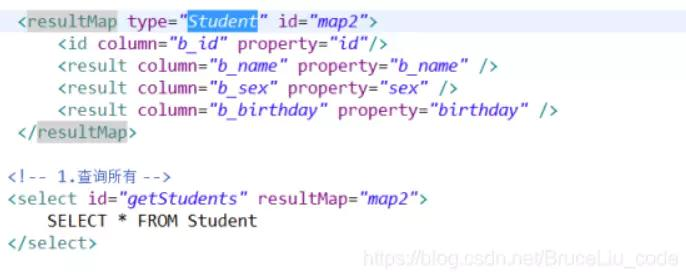 <resultMap type="Student" id="map2">
<id column="b_id" property="id"/>
<result column="b_name" property="b_name" />
<result column="b_sex" property="sex" />
<result column="b_birthday" property="birthday" />
</resultMap>
<!-- 1.查询所有 -->
<select id="getStudents" resultMap="map2">
SELECT * FROM Student
</select>
https://blog.csdn.net/BruceLiu_code